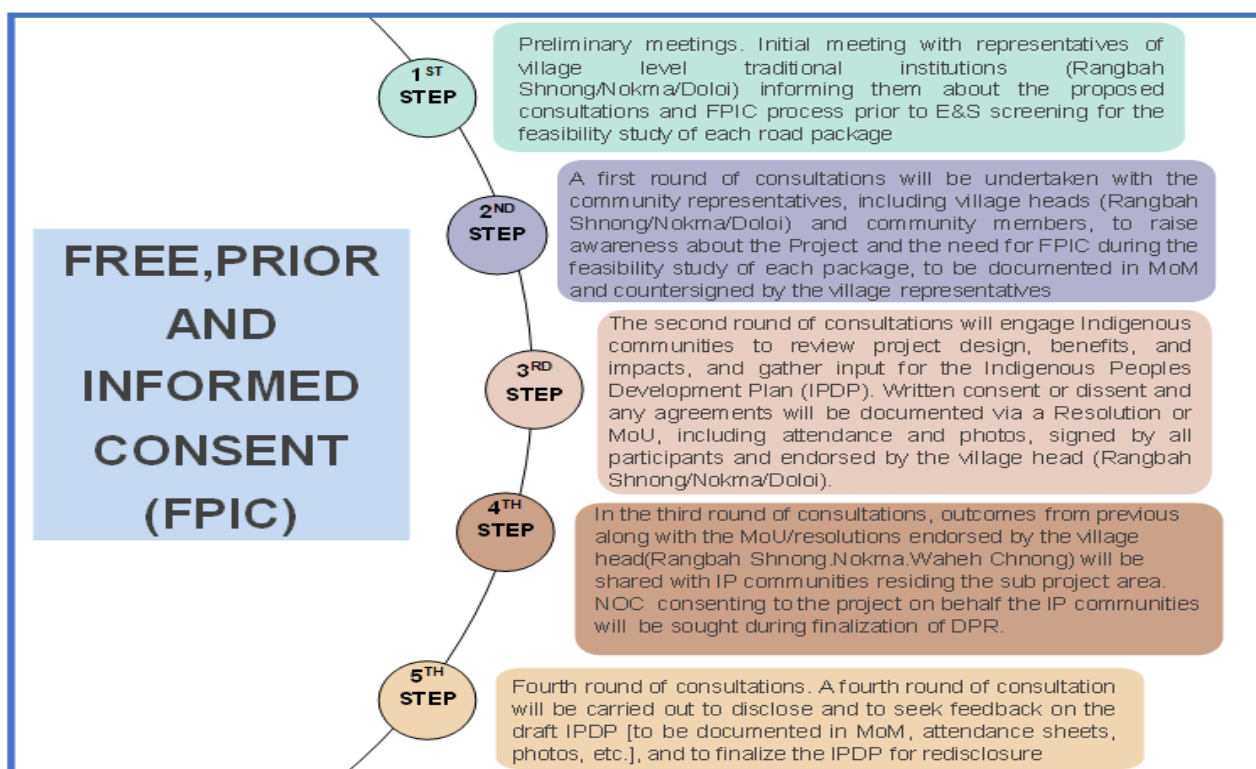 FREE,PRIOR
AND
INFORMED
CONSENT
(FPIC)
1ST
STEP
Preliminary meetings. Initial meeting with representatives of
village level traditional institutions (Rangbah
Shnong/Nokma/Doloi) informing them about the proposed
consultations and FPIC process prior to E&S screening for the
feasibility study of each road package
2ND
STEP
A first round of consultations will be undertaken with the
community representatives, including village heads (Rangbah
Shnong/Nokma/Doloi) and community members, to raise
awareness about the Project and the need for FPIC during the
feasibility study of each package, to be documented in MoM
and countersigned by the village representatives
3RD
STEP
The second round of consultations will engage Indigenous
communities to review project design, benefits, and
impacts, and gather input for the Indigenous Peoples
Development Plan (IPDP). Written consent or dissent and
any agreements will be documented via a Resolution or
MoU, including attendance and photos, signed by all
participants and endorsed by the village head (Rangbah
Shnong/Nokma/Doloi).
4TH
STEP
In the third round of consultations, outcomes from previous
along with the MoU/resolutions endorsed by the village
head(Rangbah Shnong.Nokma.Waheh Chnong) will be
shared with IP communities residing the sub project area.
NOC consenting to the project on behalf the IP communities
will be sought during finalization of DPR.
5TH
STEP
Fourth round of consultations. A fourth round of consultation
will be carried out to disclose and to seek feedback on the
draft IPDP [to be documented in MoM, attendance sheets,
photos, etc.], and to finalize the IPDP for redisclosure